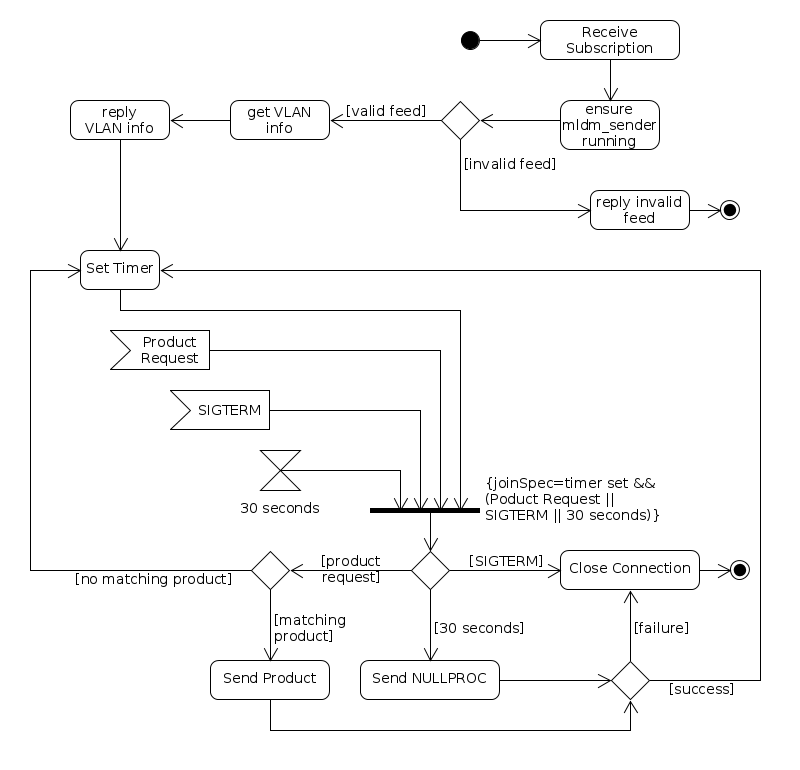 Receive
Subscription
reply
VLAN info
get VLAN
info
[valid feed]
ensure
mldm_sender
running
[invalid feed]
reply invalid
feed
Set Timer
Product
Request
SIGTERM
30 seconds
{joinSpec=timer set &&
(Poduct Request ||
SIGTERM || 30 seconds)}
[no matching product]
[product
request]
[SIGTERM]
Close Connection
[matching
product]
[30 seconds]
[failure]
Send Product
Send NULLPROC
[success]